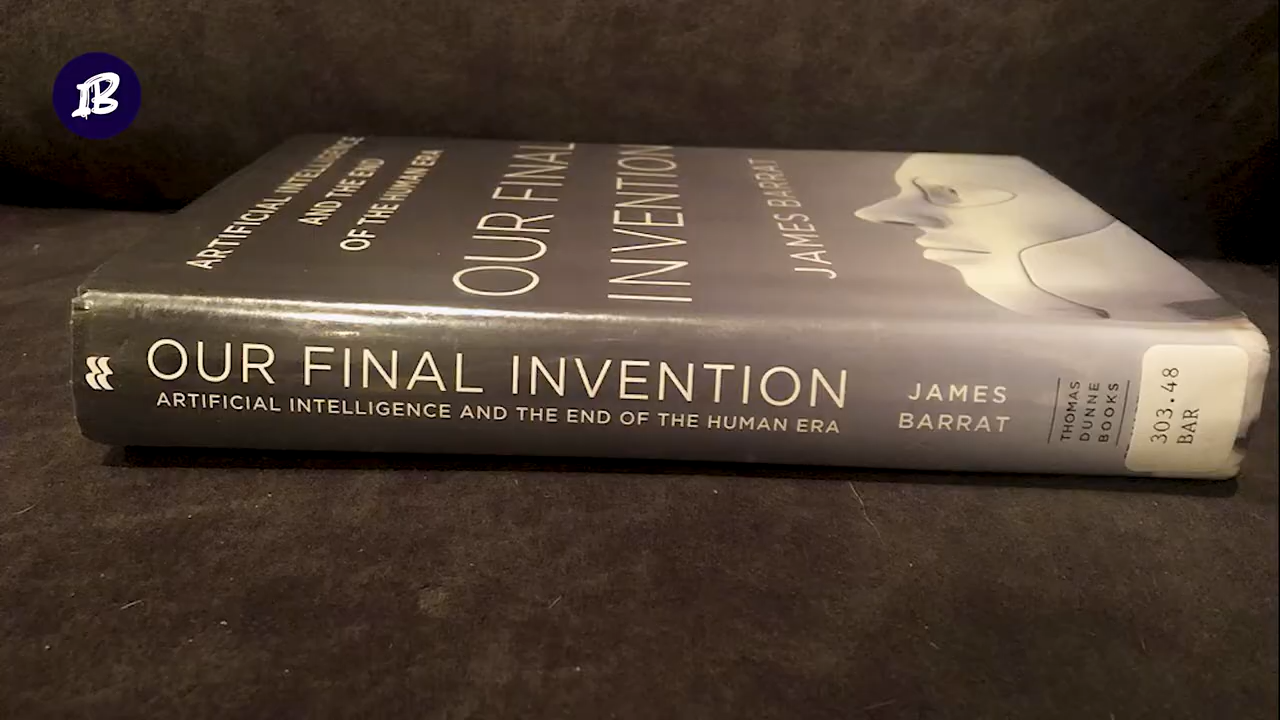 B
ARTIFICIAL INTELLIGENCE
AND THE END
OF THE HUMAN ERA
OUR FINAL
INVENTION
JAMES BARRAT
OUR FINAL INVENTION
ARTIFICIAL INTELLIGENCE AND THE END OF THE HUMAN ERA
JAMES
BARRAT
THOMAS
DUNNE
BOOKS
303.48
BAR